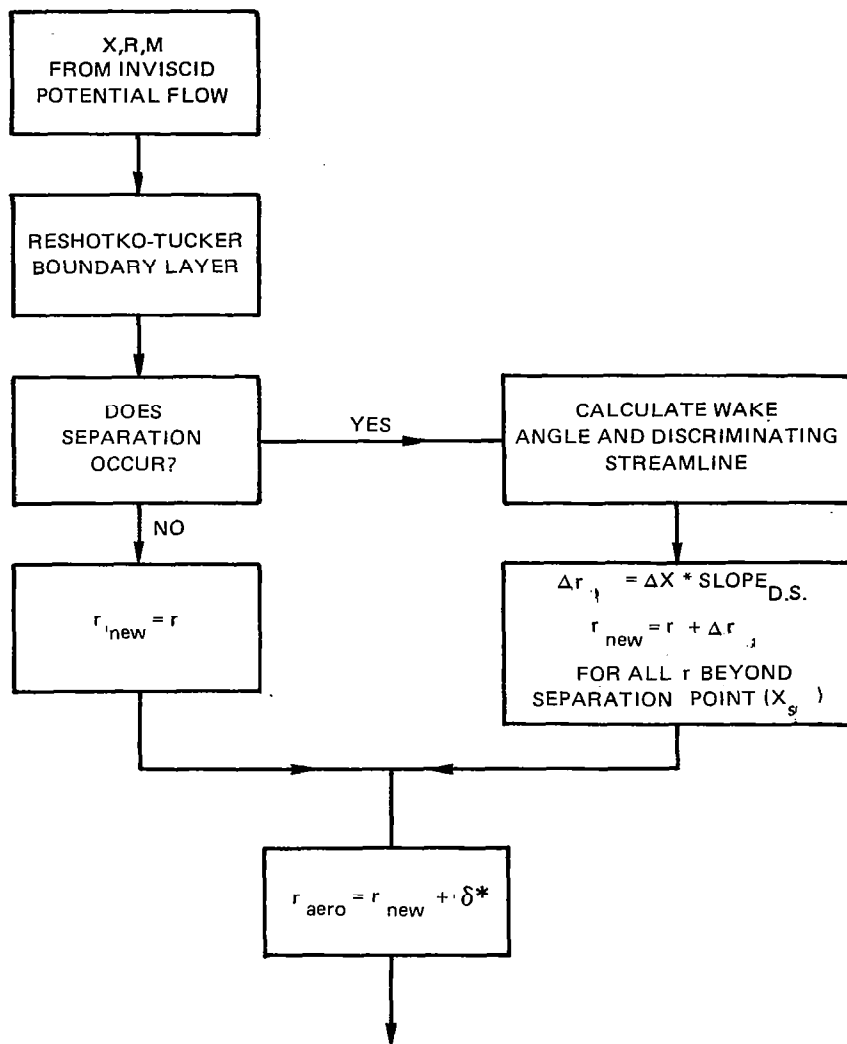 X,R,M
FROM INVISCID
POTENTIAL FLOW
RESHOTKO-TUCKER
BOUNDARY LAYER
DOES
SEPARATION
OCCUR?
YES
CALCULATE WAKE
ANGLE AND DISCRIMINATING
STREAMLINE
NO
r new = r
Δr = ΔX * SLOPE D.S.
r new = r + Δr
FOR ALL r BEYOND
SEPARATION POINT (X s )
r aero = r new + δ*